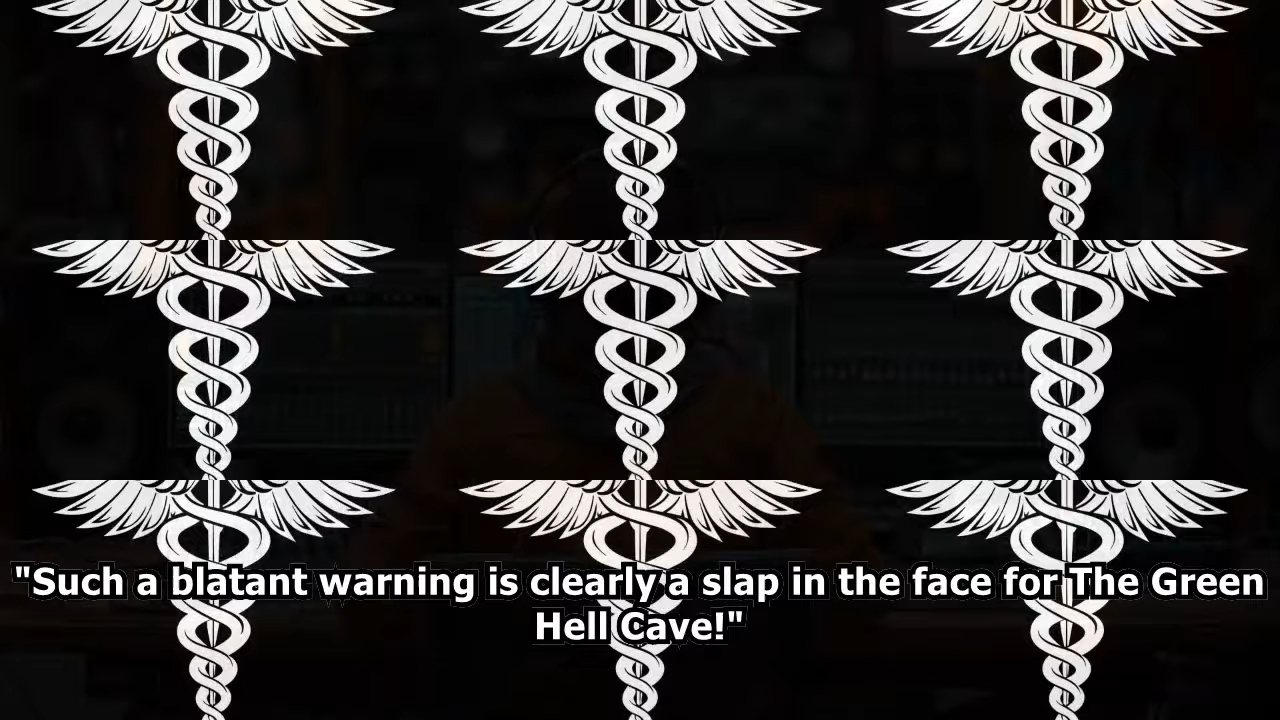 "Such a blatant warning is clearly a slap in the face for The Green
Hell Cave!"